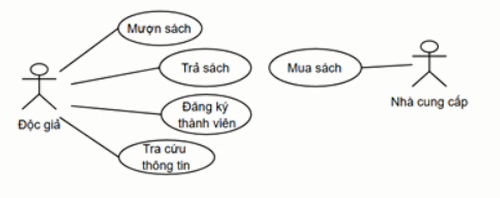 Mượn sách
Trả sách
Mua sách
Đăng ký
thành viên
Độc giả
Nhà cung cấp
Tra cứu
thông tin